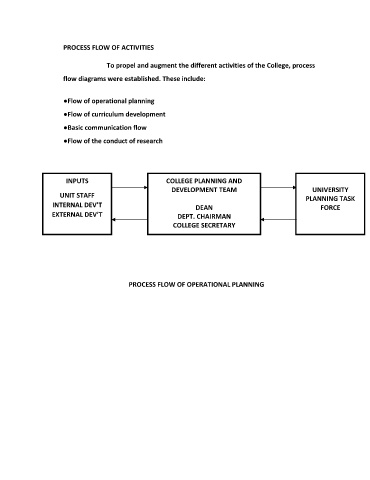 PROCESS FLOW OF ACTIVITIES
To propel and augment the different activities of the College, process
flow diagrams were established. These include:
●Flow of operational planning
●Flow of curriculum development
●Basic communication flow
●Flow of the conduct of research
INPUTS
UNIT STAFF
INTERNAL DEV'T
EXTERNAL DEV'T
COLLEGE PLANNING AND
DEVELOPMENT TEAM
DEAN
DEPT. CHAIRMAN
COLLEGE SECRETARY
UNIVERSITY
PLANNING TASK
FORCE
PROCESS FLOW OF OPERATIONAL PLANNING